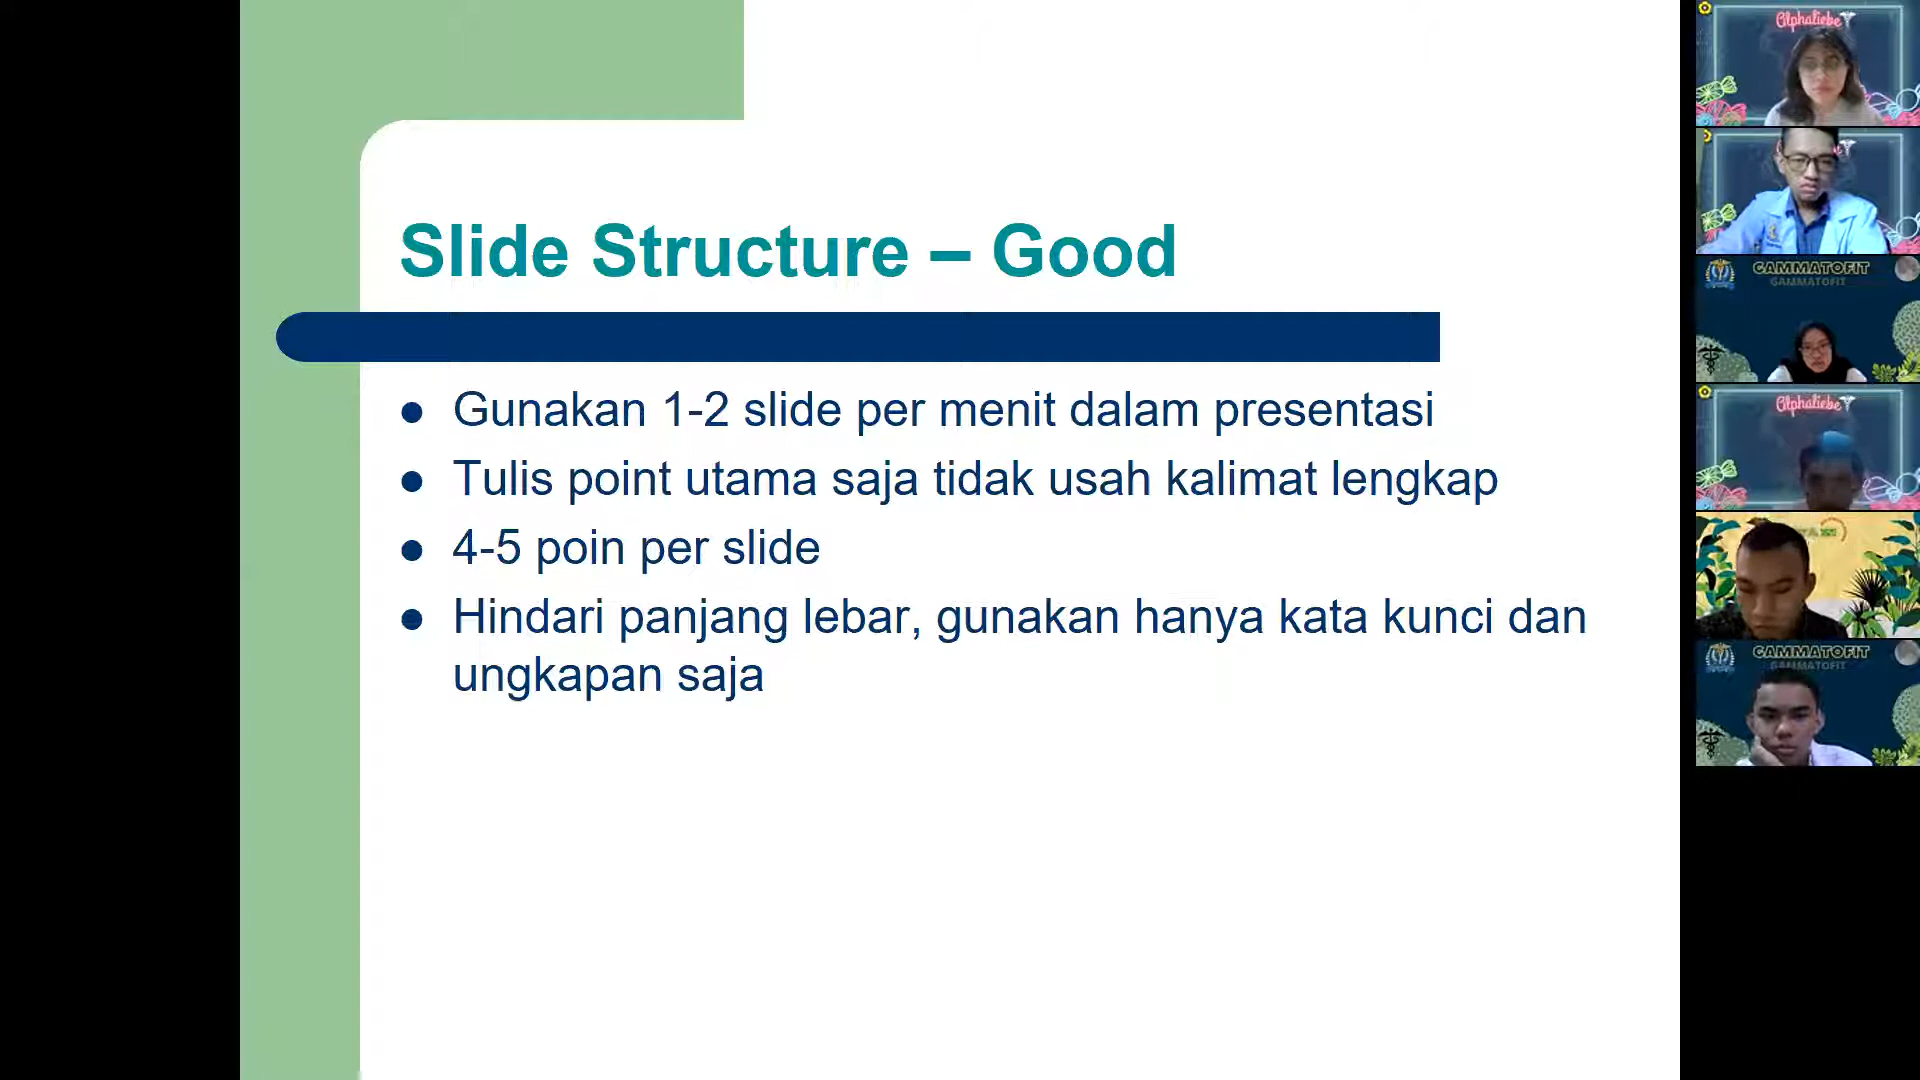 Slide Structure – Good
Gunakan 1-2 slide per menit dalam presentasi
Tulis point utama saja tidak usah kalimat lengkap
4-5 poin per slide
Hindari panjang lebar, gunakan hanya kata kunci dan
ungkapan saja
Alphaliebe
GAMMATOFIT
GAMMATOFIT
Alphaliebe
GAMMATOFIT
GAMMATOFIT